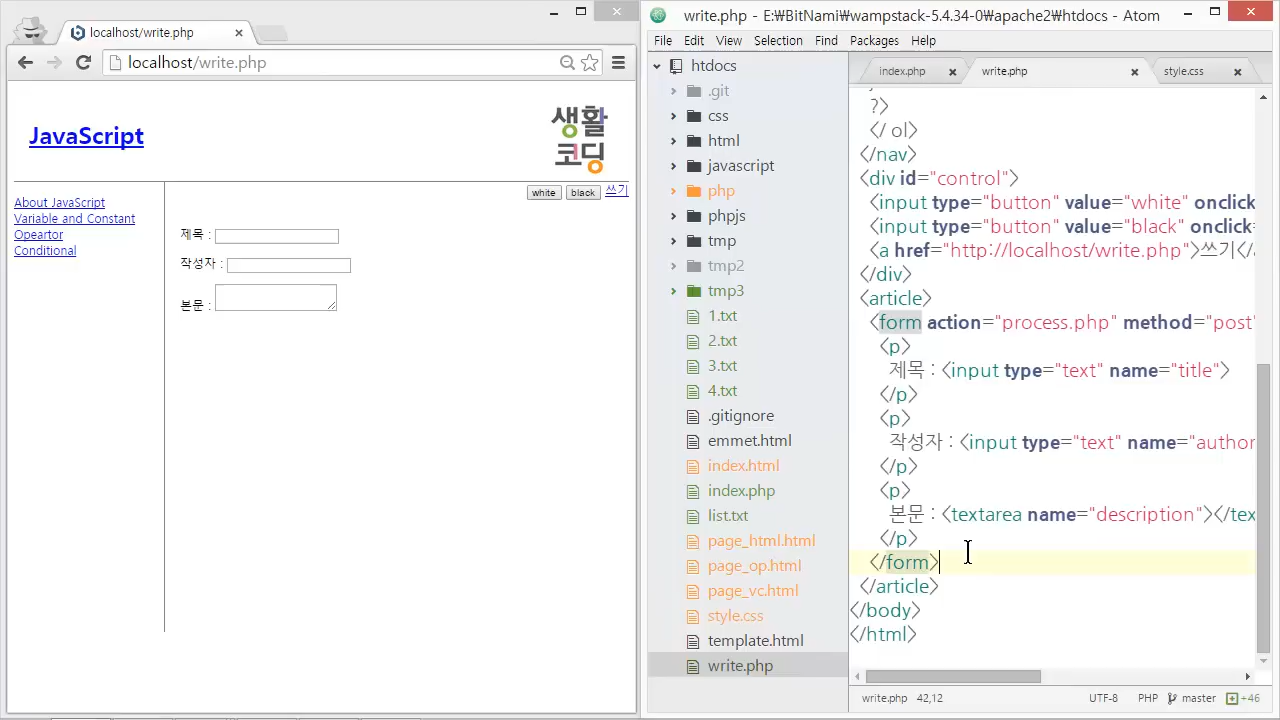 localhost/write.php
localhost/write.php
JavaScript
생활
코딩
white
black
쓰기
About JavaScript
Variable and Constant
Opeartor
Conditional
제목 :
작성자 :
본문 :
write.php - E:₩BitNami₩wampstack-5.4.34-0₩apache2₩htdocs - Atom
File Edit View Selection Find Packages Help
htdocs
.git
css
html
javascript
php
phpjs
tmp
tmp2
tmp3
1.txt
2.txt
3.txt
4.txt
.gitignore
emmet.html
index.html
index.php
list.txt
page_html.html
page_op.html
page_vc.html
style.css
template.html
write.php
index.php
write.php
style.css
?>
</ ol>
</nav>
<div id="control">
<input type="button" value="white" onclick
<input type="button" value="black" onclick=
<a href="http://localhost/write.php">쓰기</
</div>
<article>
<form action="process.php" method="post"
<p>
제목 : <input type="text" name="title">
</p>
<p>
작성자 : <input type="text" name="author
</p>
<p>
본문 : <textarea name="description"></tex
</p>
</form>
</article>
</body>
</html>
write.php 42,12
UTF-8 PHP master +46